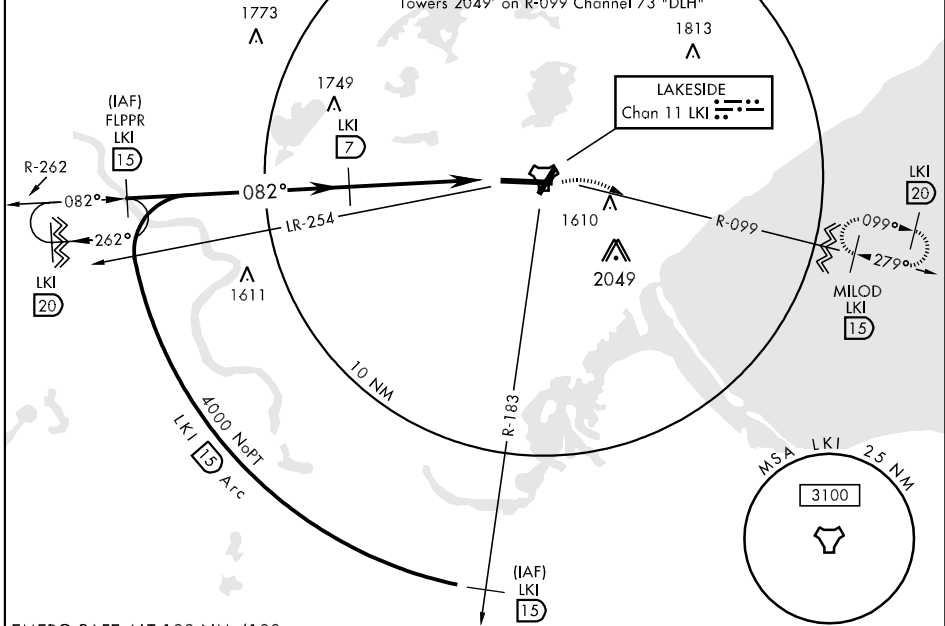 Towers 2049' on R-099 Channel 73 "DLH"
1773
1813
1749
LAKESIDE
Chan 11 LKI
(IAF)
FLPPR
LKI
15
LKI
7
R-262
082°
082°
262°
LR-254
LKI
20
1611
1610
2049
R-099
LKI
20
099°
279°
MILOD
LKI
15
10 NM
R-183
4000 NoPT
LKI 15 Arc
MSA LKI 25 NM
3100
(IAF)
LKI
15